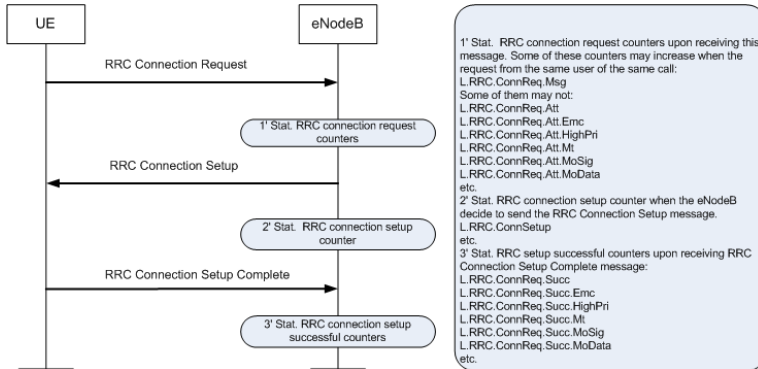 UE
eNodeB
RRC Connection Request
1' Stat. RRC connection request
counters
RRC Connection Setup
2' Stat. RRC connection setup
counter
RRC Connection Setup Complete
3' Stat. RRC connection setup
successful counters
1' Stat. RRC connection request counters upon receiving this
message. Some of these counters may increase when the
request from the same user of the same call:
L.RRC.ConnReq.Msg
Some of them may not:
L.RRC.ConnReq.Att
L.RRC.ConnReq.Att.Emc
L.RRC.ConnReq.Att.HighPri
L.RRC.ConnReq.Att.Mt
L.RRC.ConnReq.Att.MoSig
L.RRC.ConnReq.Att.MoData
etc.
2' Stat. RRC connection setup counter when the eNodeB
decide to send the RRC Connection Setup message.
L.RRC.ConnSetup
etc.
3' Stat. RRC setup successful counters upon receiving RRC
Connection Setup Complete message:
L.RRC.ConnReq.Succ
L.RRC.ConnReq.Succ.Emc
L.RRC.ConnReq.Succ.HighPri
L.RRC.ConnReq.Succ.Mt
L.RRC.ConnReq.Succ.MoSig
L.RRC.ConnReq.Succ.MoData
etc.